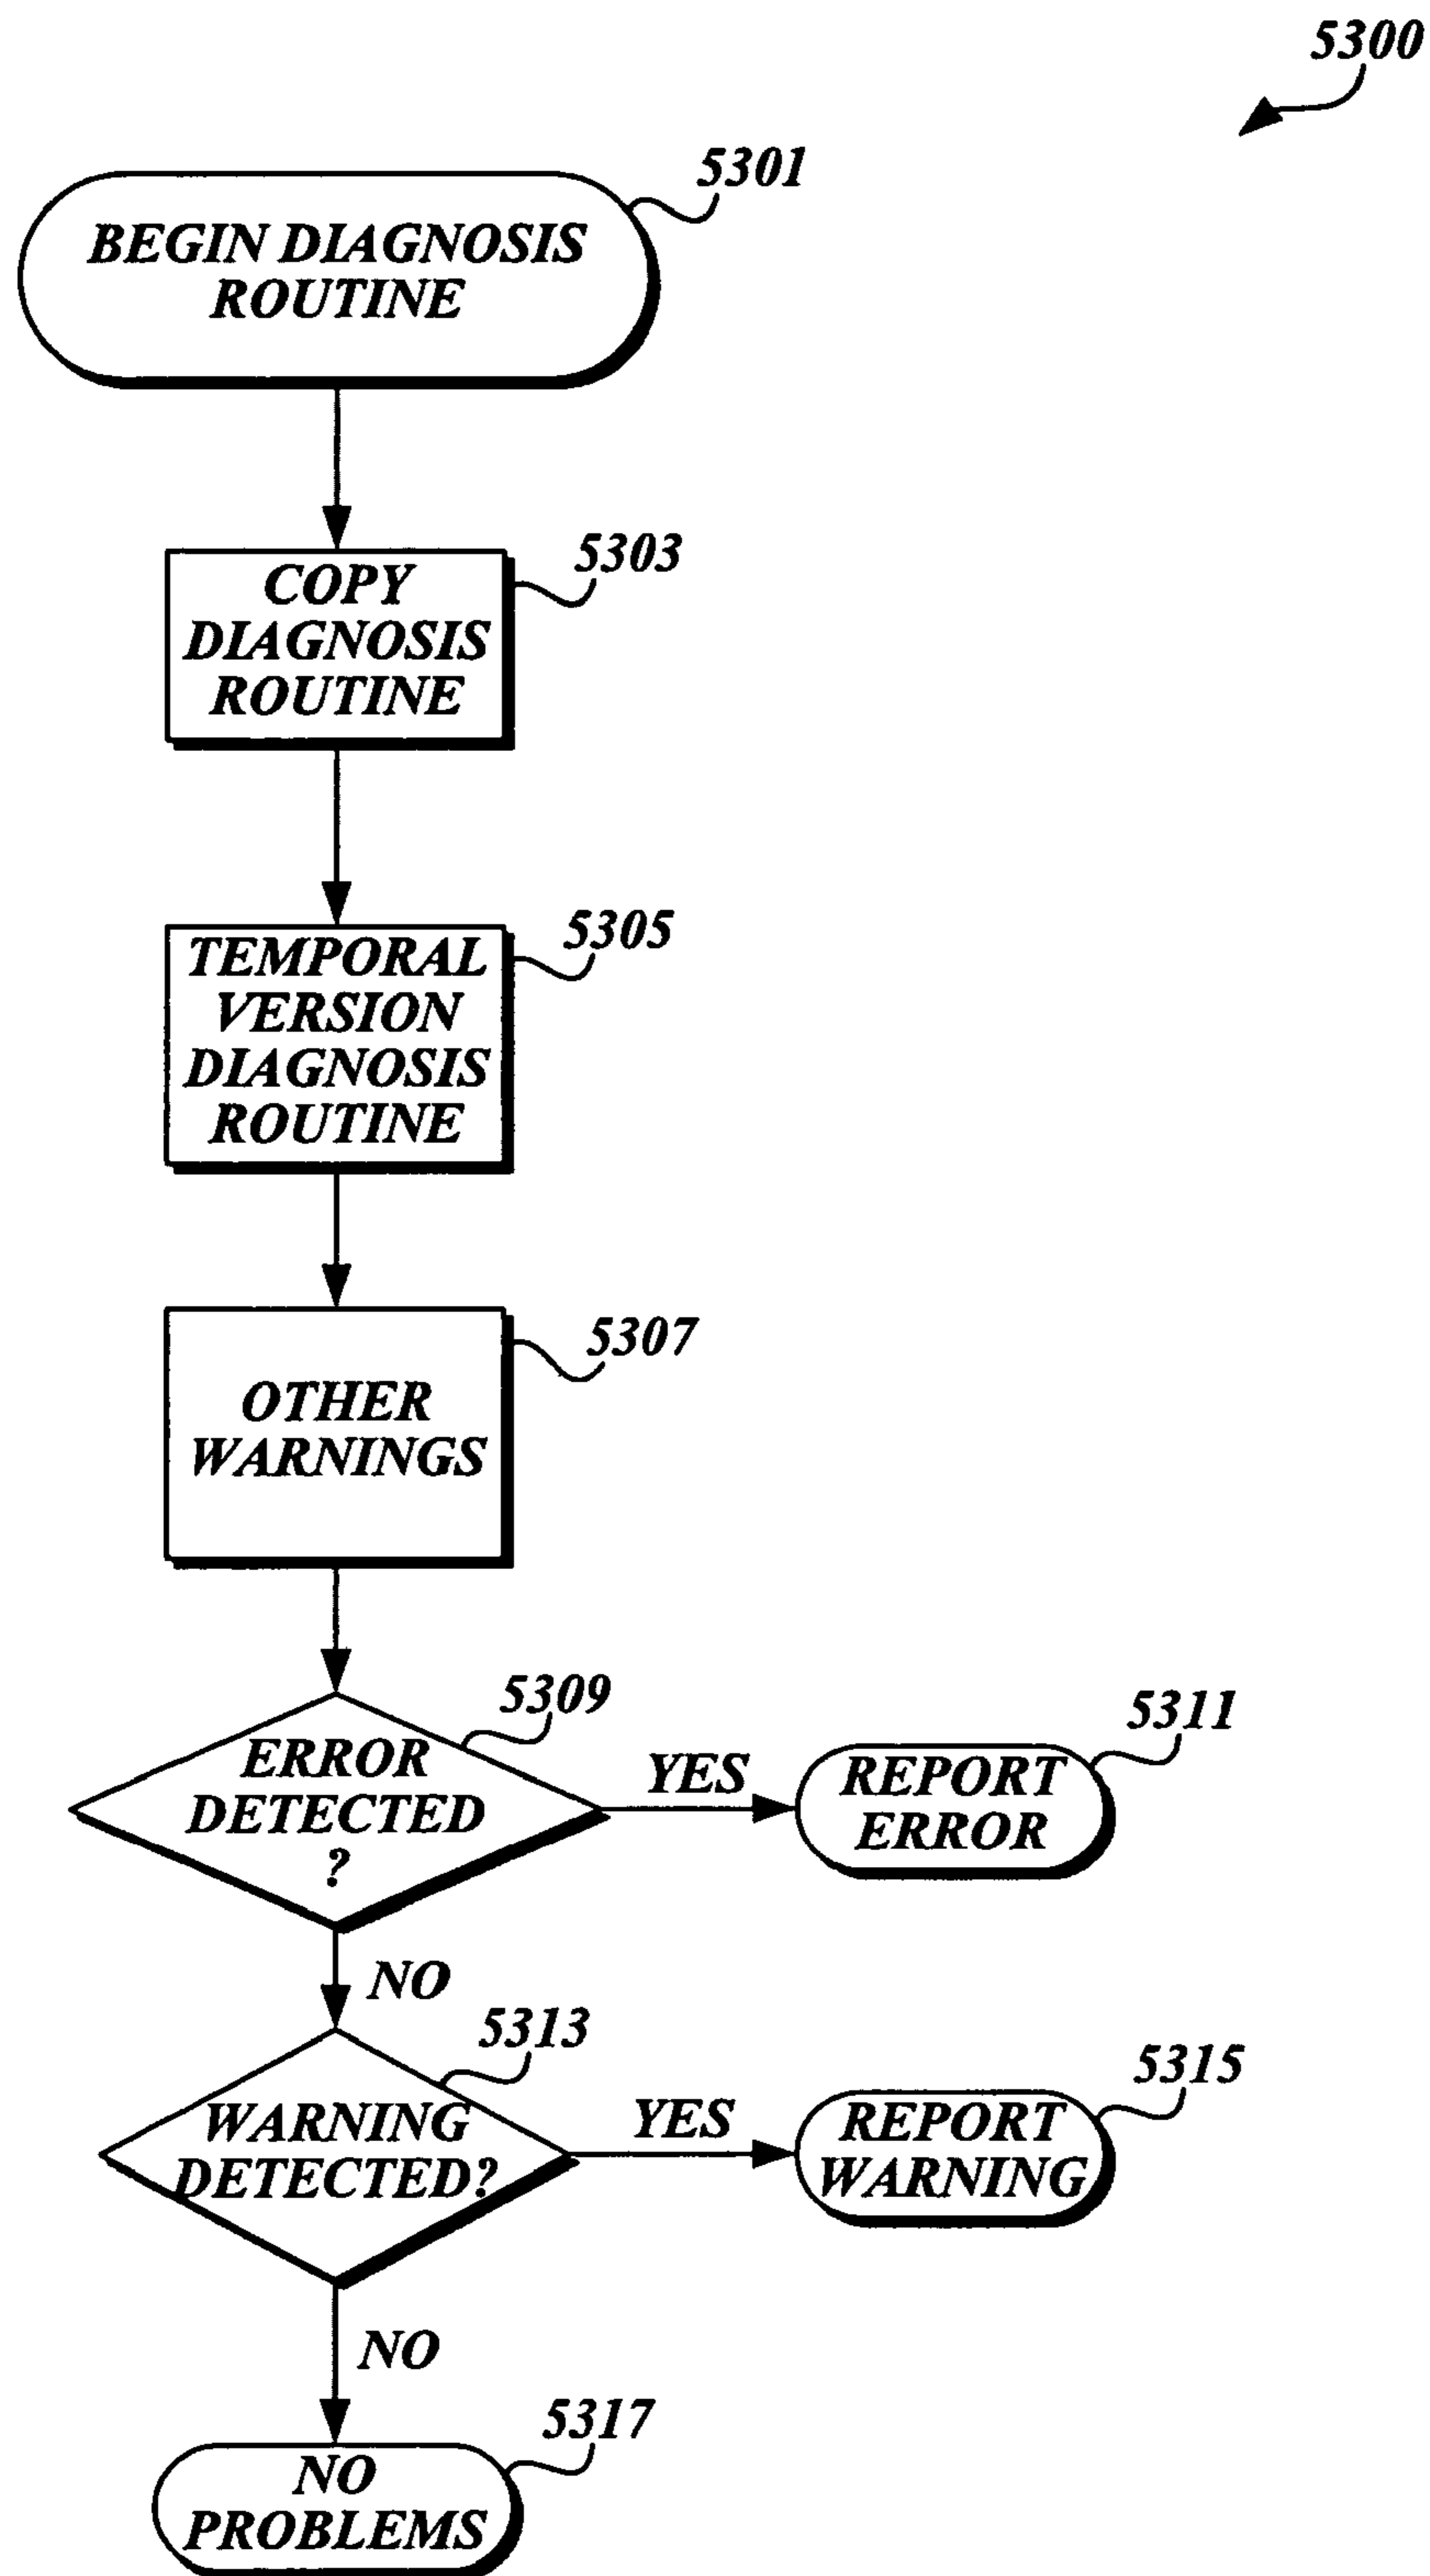 5300
5301
BEGIN DIAGNOSIS
ROUTINE
5303
COPY
DIAGNOSIS
ROUTINE
5305
TEMPORAL
VERSION
DIAGNOSIS
ROUTINE
5307
OTHER
WARNINGS
5309
ERROR
DETECTED
?
YES
5311
REPORT
ERROR
NO
5313
WARNING
DETECTED?
YES
5315
REPORT
WARNING
NO
5317
NO
PROBLEMS